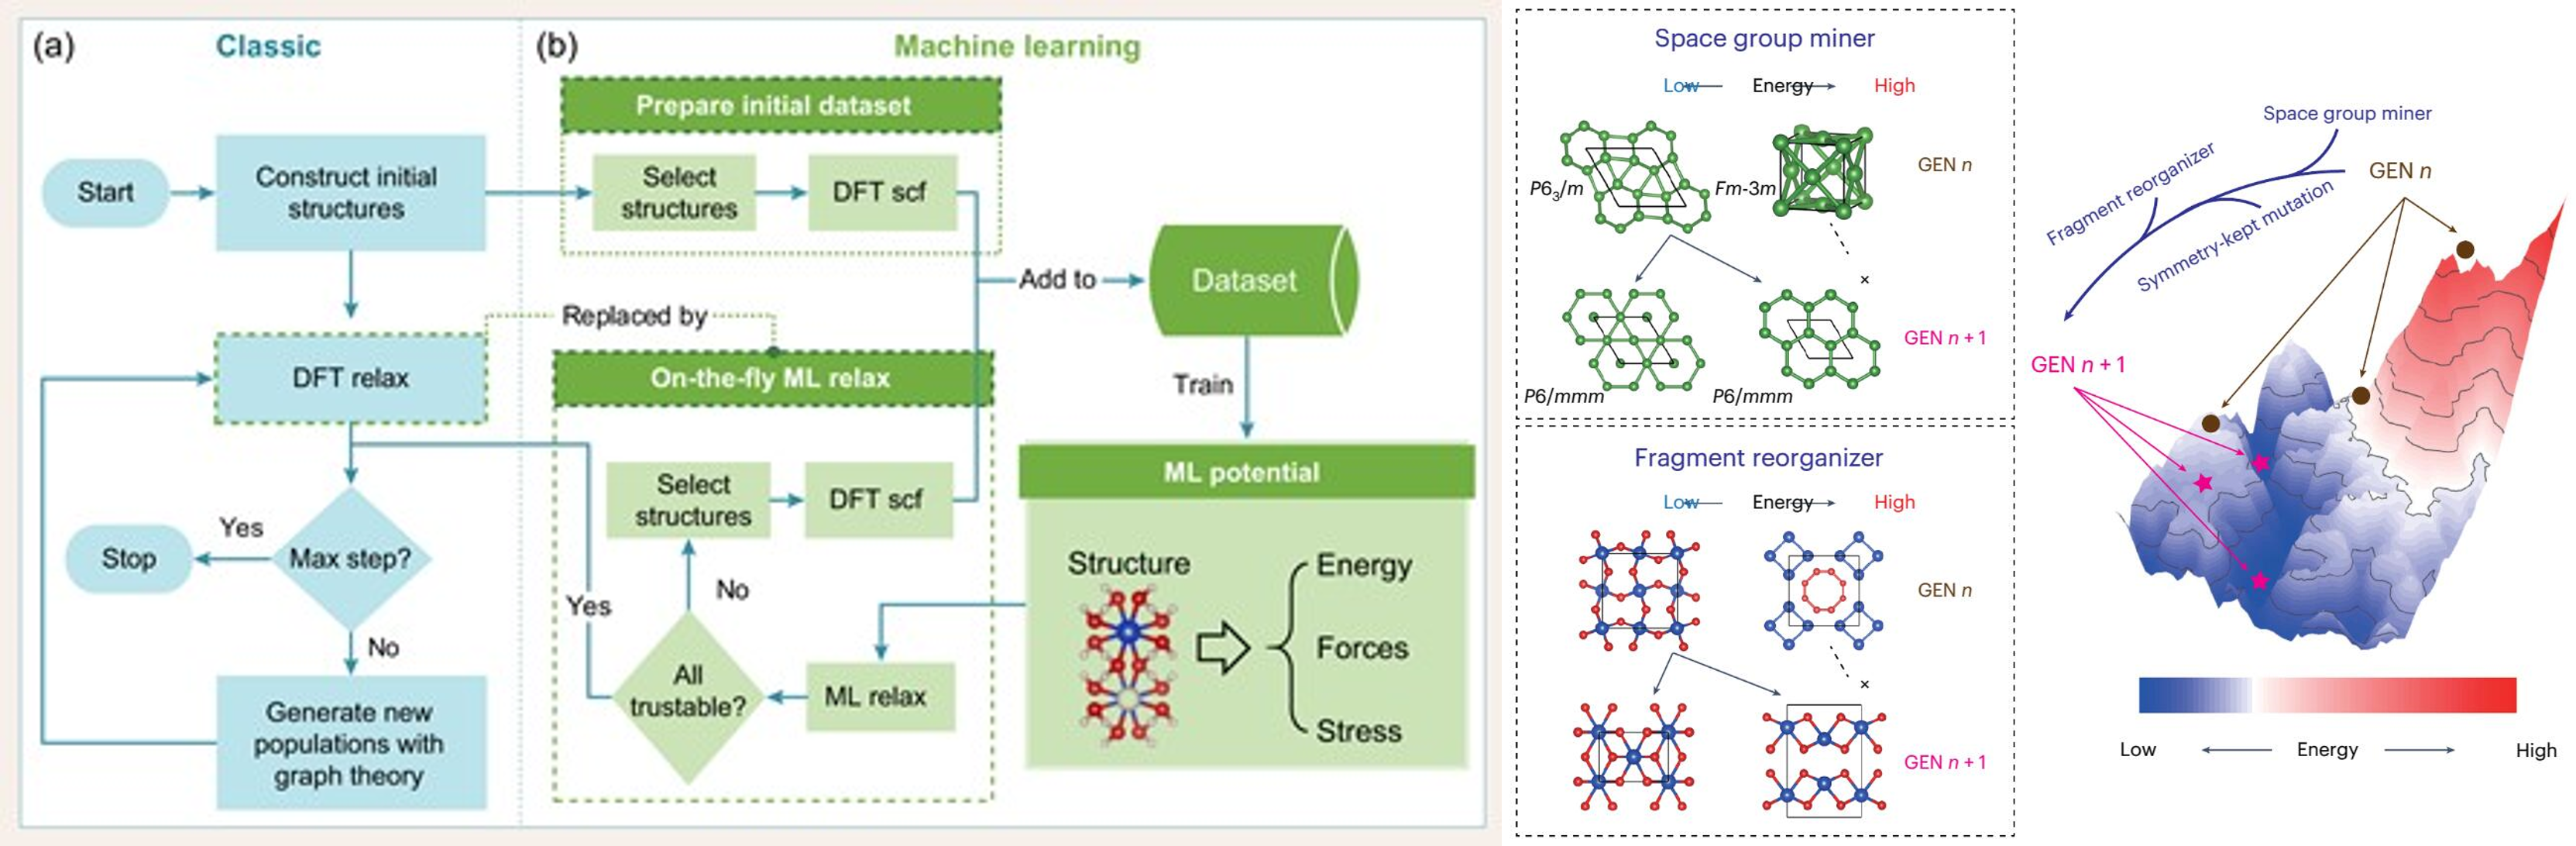 (a)
Classic
Start
Construct initial
structures
DFT relax
Max step?
Yes
Stop
No
Generate new
populations with
graph theory
(b)
Machine learning
Prepare initial dataset
Select
structures
DFT scf
Add to
Dataset
Replaced by
On-the-fly ML relax
Train
Select
structures
DFT scf
No
Yes
All
trustable?
ML relax
ML potential
Structure
Energy
Forces
Stress
Space group miner
Low
Energy
High
P6₃/m
Fm-3m
GEN n
GEN n + 1
P6/mmm
P6/mmm
Fragment reorganizer
Low
Energy
High
GEN n
GEN n + 1
Space group miner
Fragment reorganizer
GEN n
Symmetry-kept mutation
GEN n + 1
Low
Energy
High